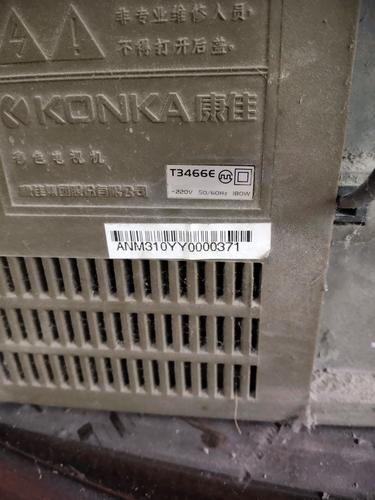 非专业维修人员,
不得打开后盖.
KONKA康佳
彩色电视机
T3466E
~220V 50/60Hz 180W
康佳集团股份有限公司
ANM310YY0000371